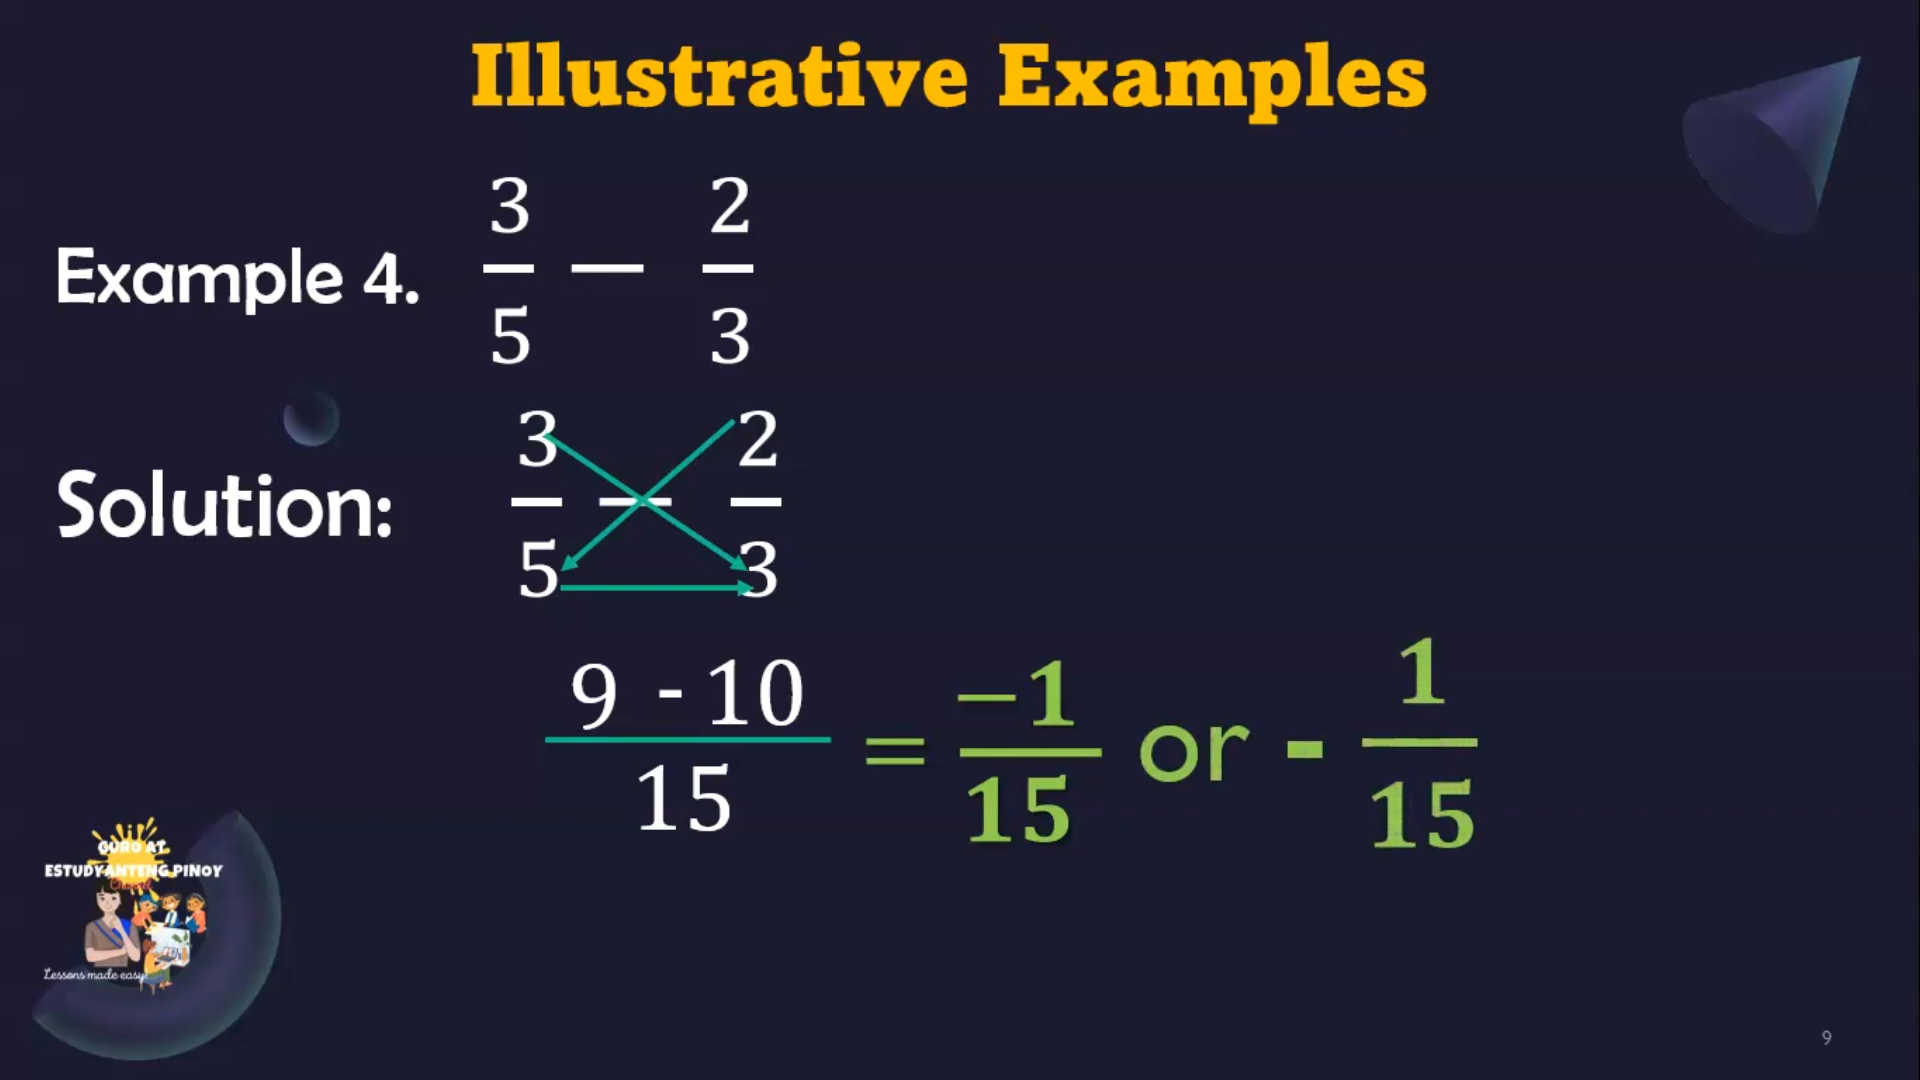 Illustrative Examples
Example 4. 3/5 — 2/3
Solution: 3/5 — 2/3
9 - 10/15 = −1/15 or - 1/15
GURO AT
ESTUDYANTENG PINOY
Channel
Lessons made easy!
9